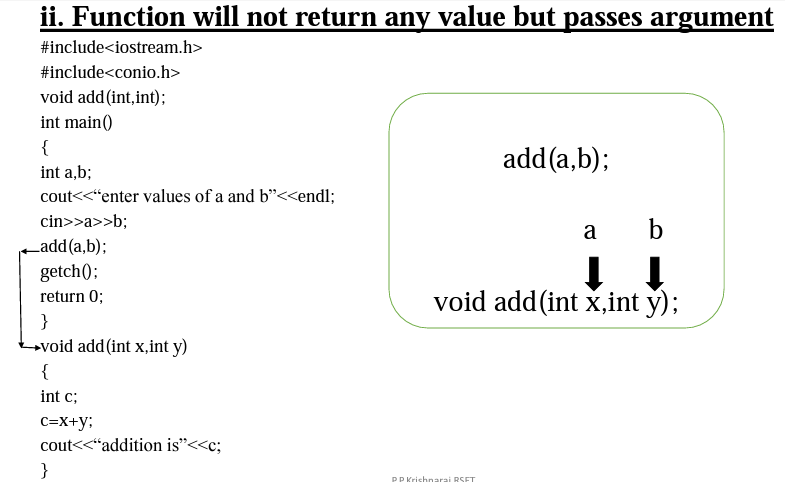 ii. Function will not return any value but passes argument
#include<iostream.h>
#include<conio.h>
void add(int,int);
int main()
{
int a,b;
cout<<“enter values of a and b”<<endl;
cin>>a>>b;
add(a,b);
getch();
return 0;
}
void add(int x,int y)
{
int c;
c=x+y;
cout<<“addition is”<<c;
}
add(a,b);
a b
void add(int x,int y);
P.P.Krishnaraj RSET